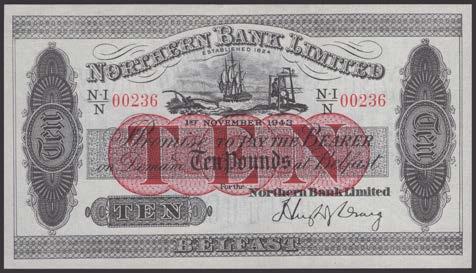 NORTHERN BANK LIMITED
ESTABLISHED 1824
N-I
N 00236
N-I
N 00236
1ST NOVEMBER 1943
Promise to PAY THE BEARER
on Demand Ten Pounds at Belfast
TEN
For the
Northern Bank Limited
Ten
Ten
TEN
BELFAST